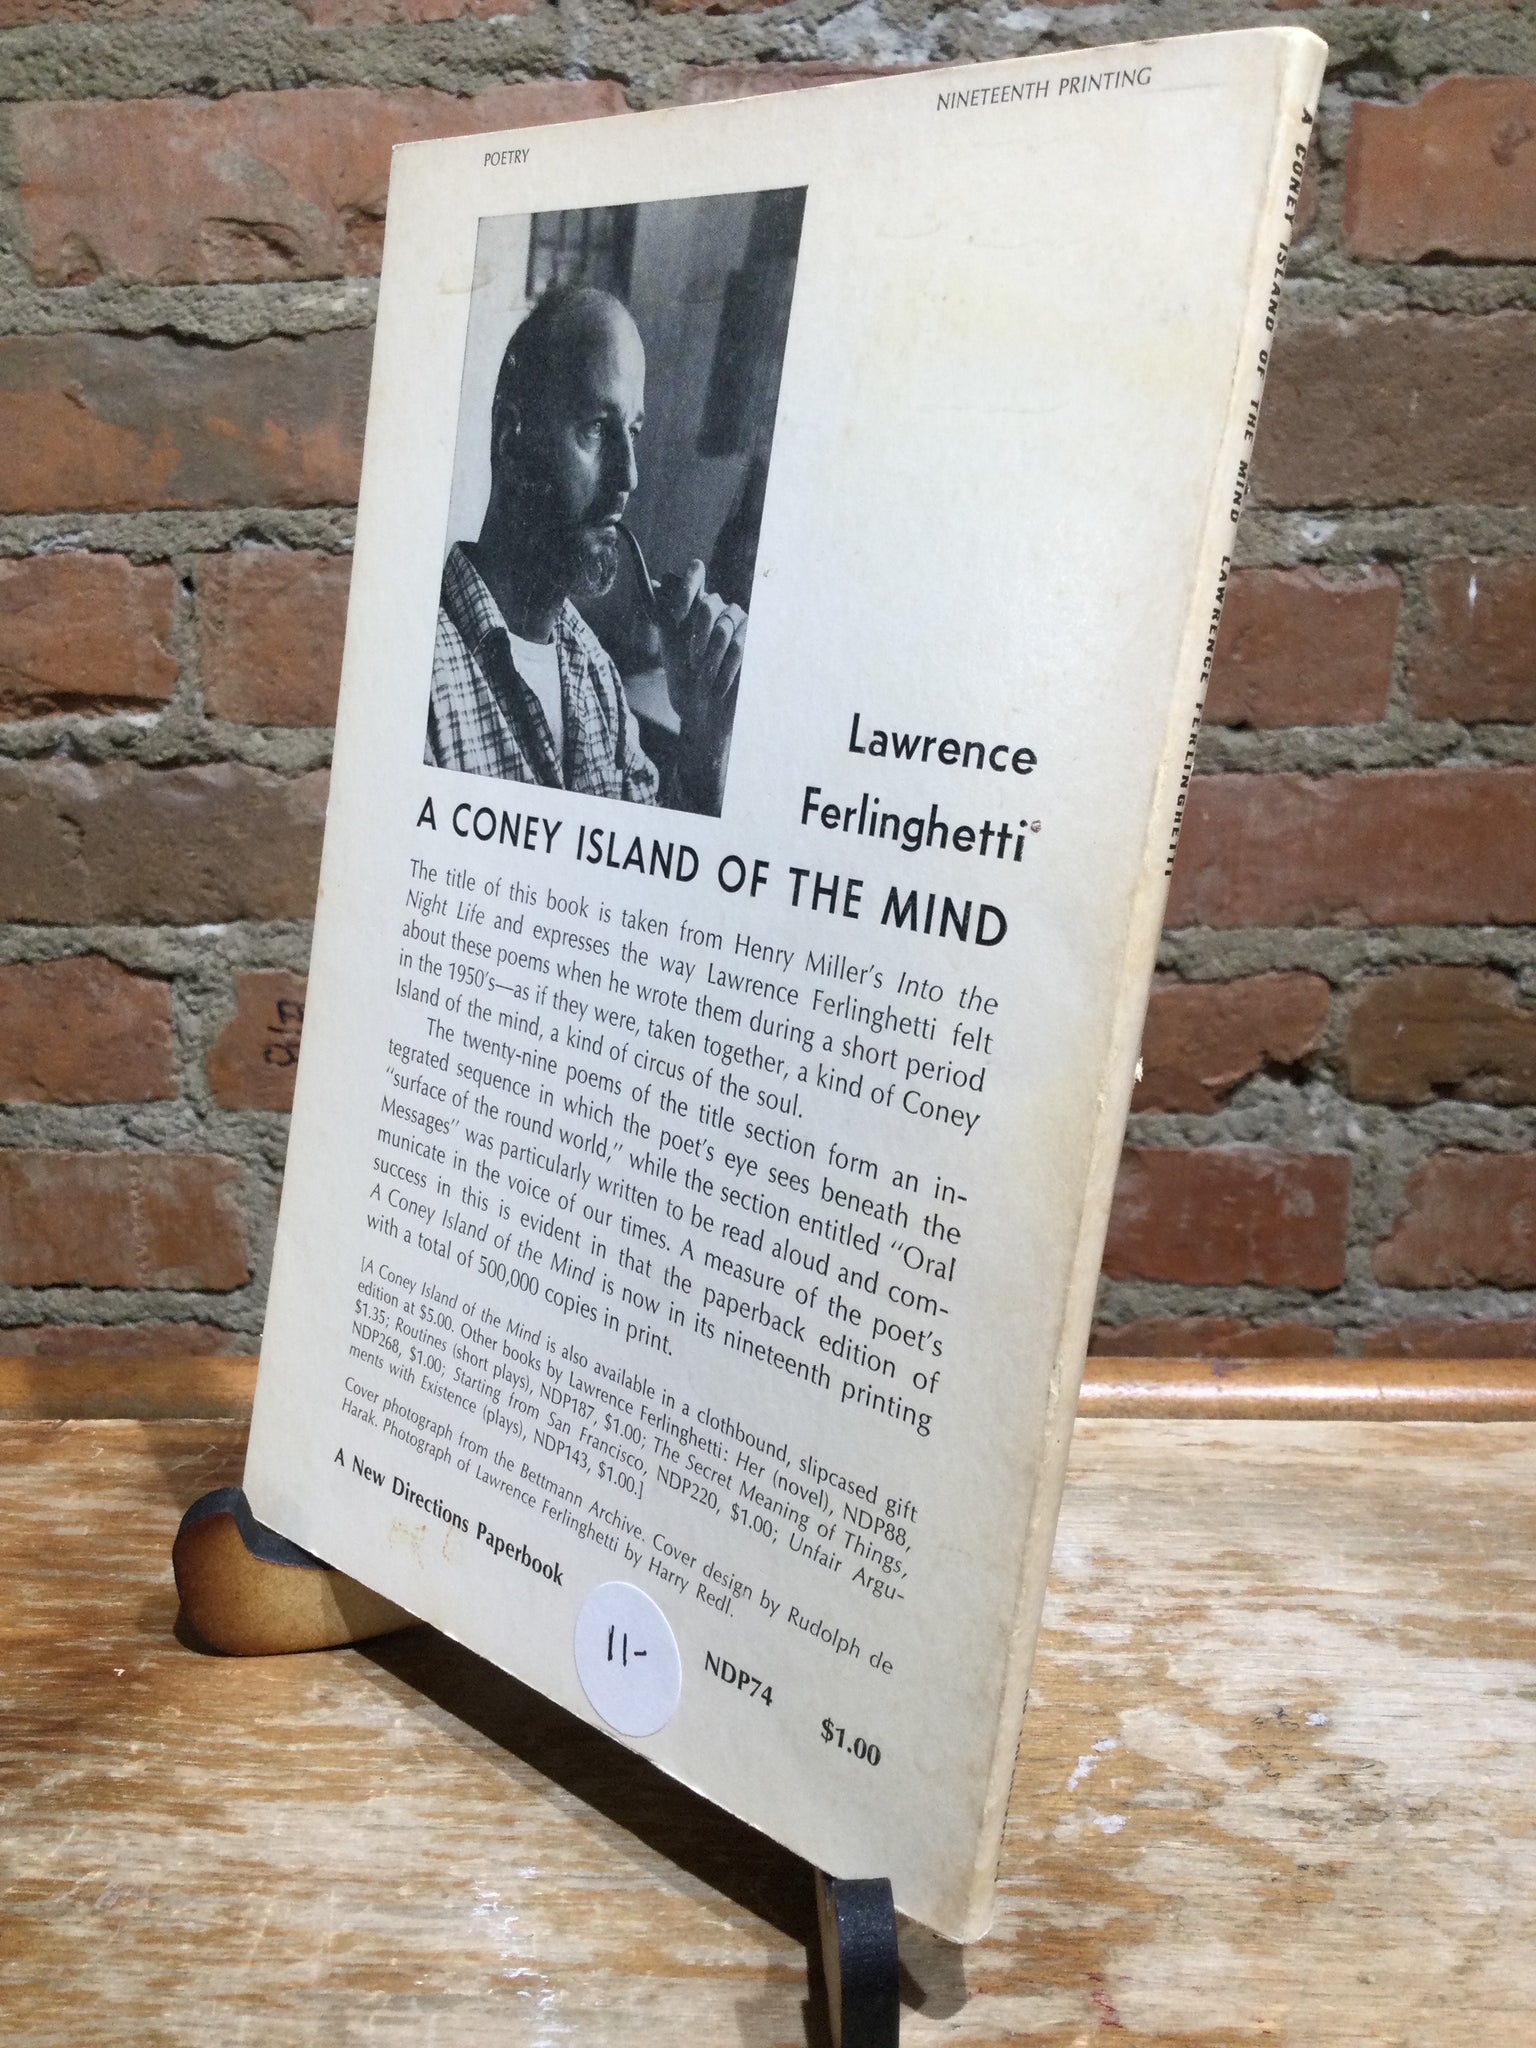 POETRY
NINETEENTH PRINTING
Lawrence
Ferlinghetti
A CONEY ISLAND OF THE MIND
The title of this book is taken from Henry Miller's Into the
Night Life and expresses the way Lawrence Ferlinghetti felt
about these poems when he wrote them during a short period
in the 1950's—as if they were, taken together, a kind of Coney
Island of the mind, a kind of circus of the soul.
The twenty-nine poems of the title section form an in-
tegrated sequence in which the poet's eye sees beneath the
"surface of the round world," while the section entitled "Oral
Messages" was particularly written to be read aloud and com-
municate in the voice of our times. A measure of the poet's
success in this is evident in that the paperback edition of
A Coney Island of the Mind is now in its nineteenth printing
with a total of 500,000 copies in print.
[A Coney Island of the Mind is also available in a clothbound, slipcased gift
edition at $5.00. Other books by Lawrence Ferlinghetti: Her (novel), NDP88,
$1.35; Routines (short plays), NDP187, $1.00; The Secret Meaning of Things,
NDP268, $1.00; Starting from San Francisco, NDP220, $1.00; Unfair Argu-
ments with Existence (plays), NDP143, $1.00.]
Cover photograph from the Bettmann Archive. Cover design by Rudolph de
Harak. Photograph of Lawrence Ferlinghetti by Harry Redl.
A New Directions Paperbook
11-
NDP74
$1.00
A CONEY ISLAND OF THE MIND LAWRENCE FERLINGHETTI